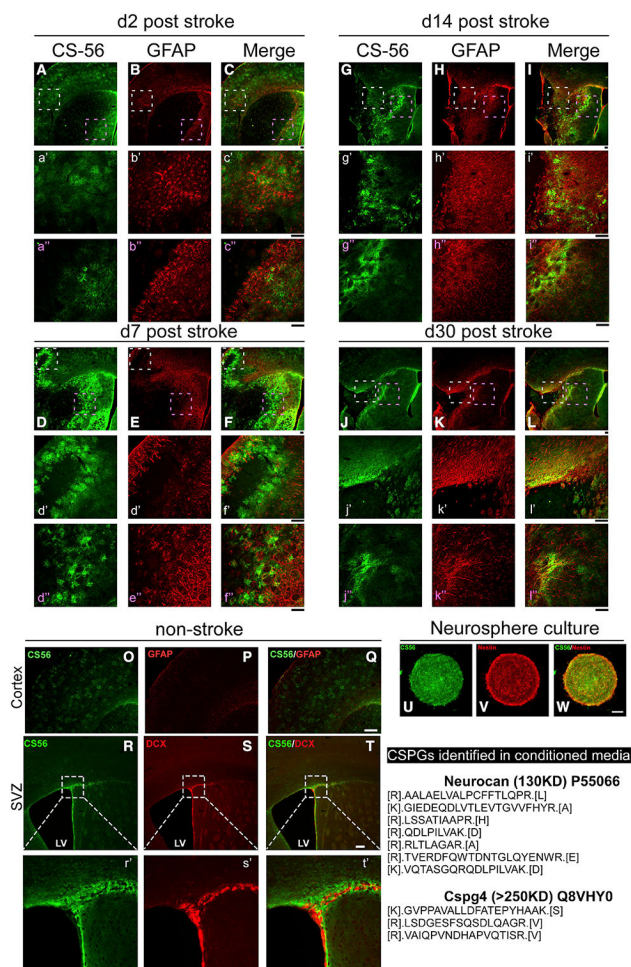 d2 post stroke
CS-56 GFAP Merge
A B C
a' b' c'
a'' b'' c''
d14 post stroke
CS-56 GFAP Merge
G H I
g' h' i'
g'' h'' i''
d7 post stroke
D E F
d' d' f'
d'' e'' f''
d30 post stroke
J K L
j' k' l'
j'' k'' l''
non-stroke
Cortex
CS56 O GFAP P CS56/GFAP Q
SVZ
CS56 R DCX S CS56/DCX T
LV LV LV
r' s' t'
Neurosphere culture
CS56 Nestin CS56/Nestin
U V W
CSPGs identified in conditioned media
Neurocan (130KD) P55066
[R].AALAELVALPCFFTLQPR.[L]
[K].GIEDEQDLVTLEVTGVVFHYR.[A]
[R].LSSATIAAPR.[H]
[R].QDLPILVAK.[D]
[R].RLTLAGAR.[A]
[R].TVERDFQWTDNTGLQYENWR.[E]
[K].VQTASGQRQDLPILVAK.[D]
Cspg4 (>250KD) Q8VHY0
[K].GVPPAVALLDFATEPYHAAK.[S]
[R].LSDGESFSQSDLQAGR.[V]
[R].VAIQPVNDHAPVQTISR.[V]